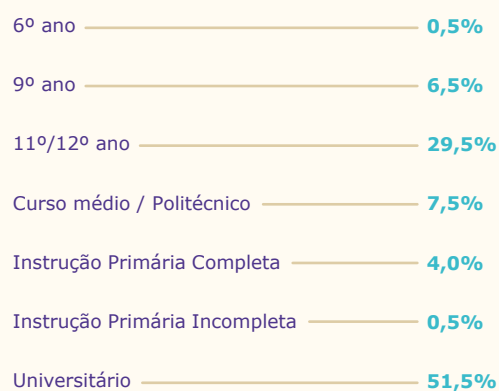 6º ano 0,5%
9º ano 6,5%
11º/12º ano 29,5%
Curso médio / Politécnico 7,5%
Instrução Primária Completa 4,0%
Instrução Primária Incompleta 0,5%
Universitário 51,5%